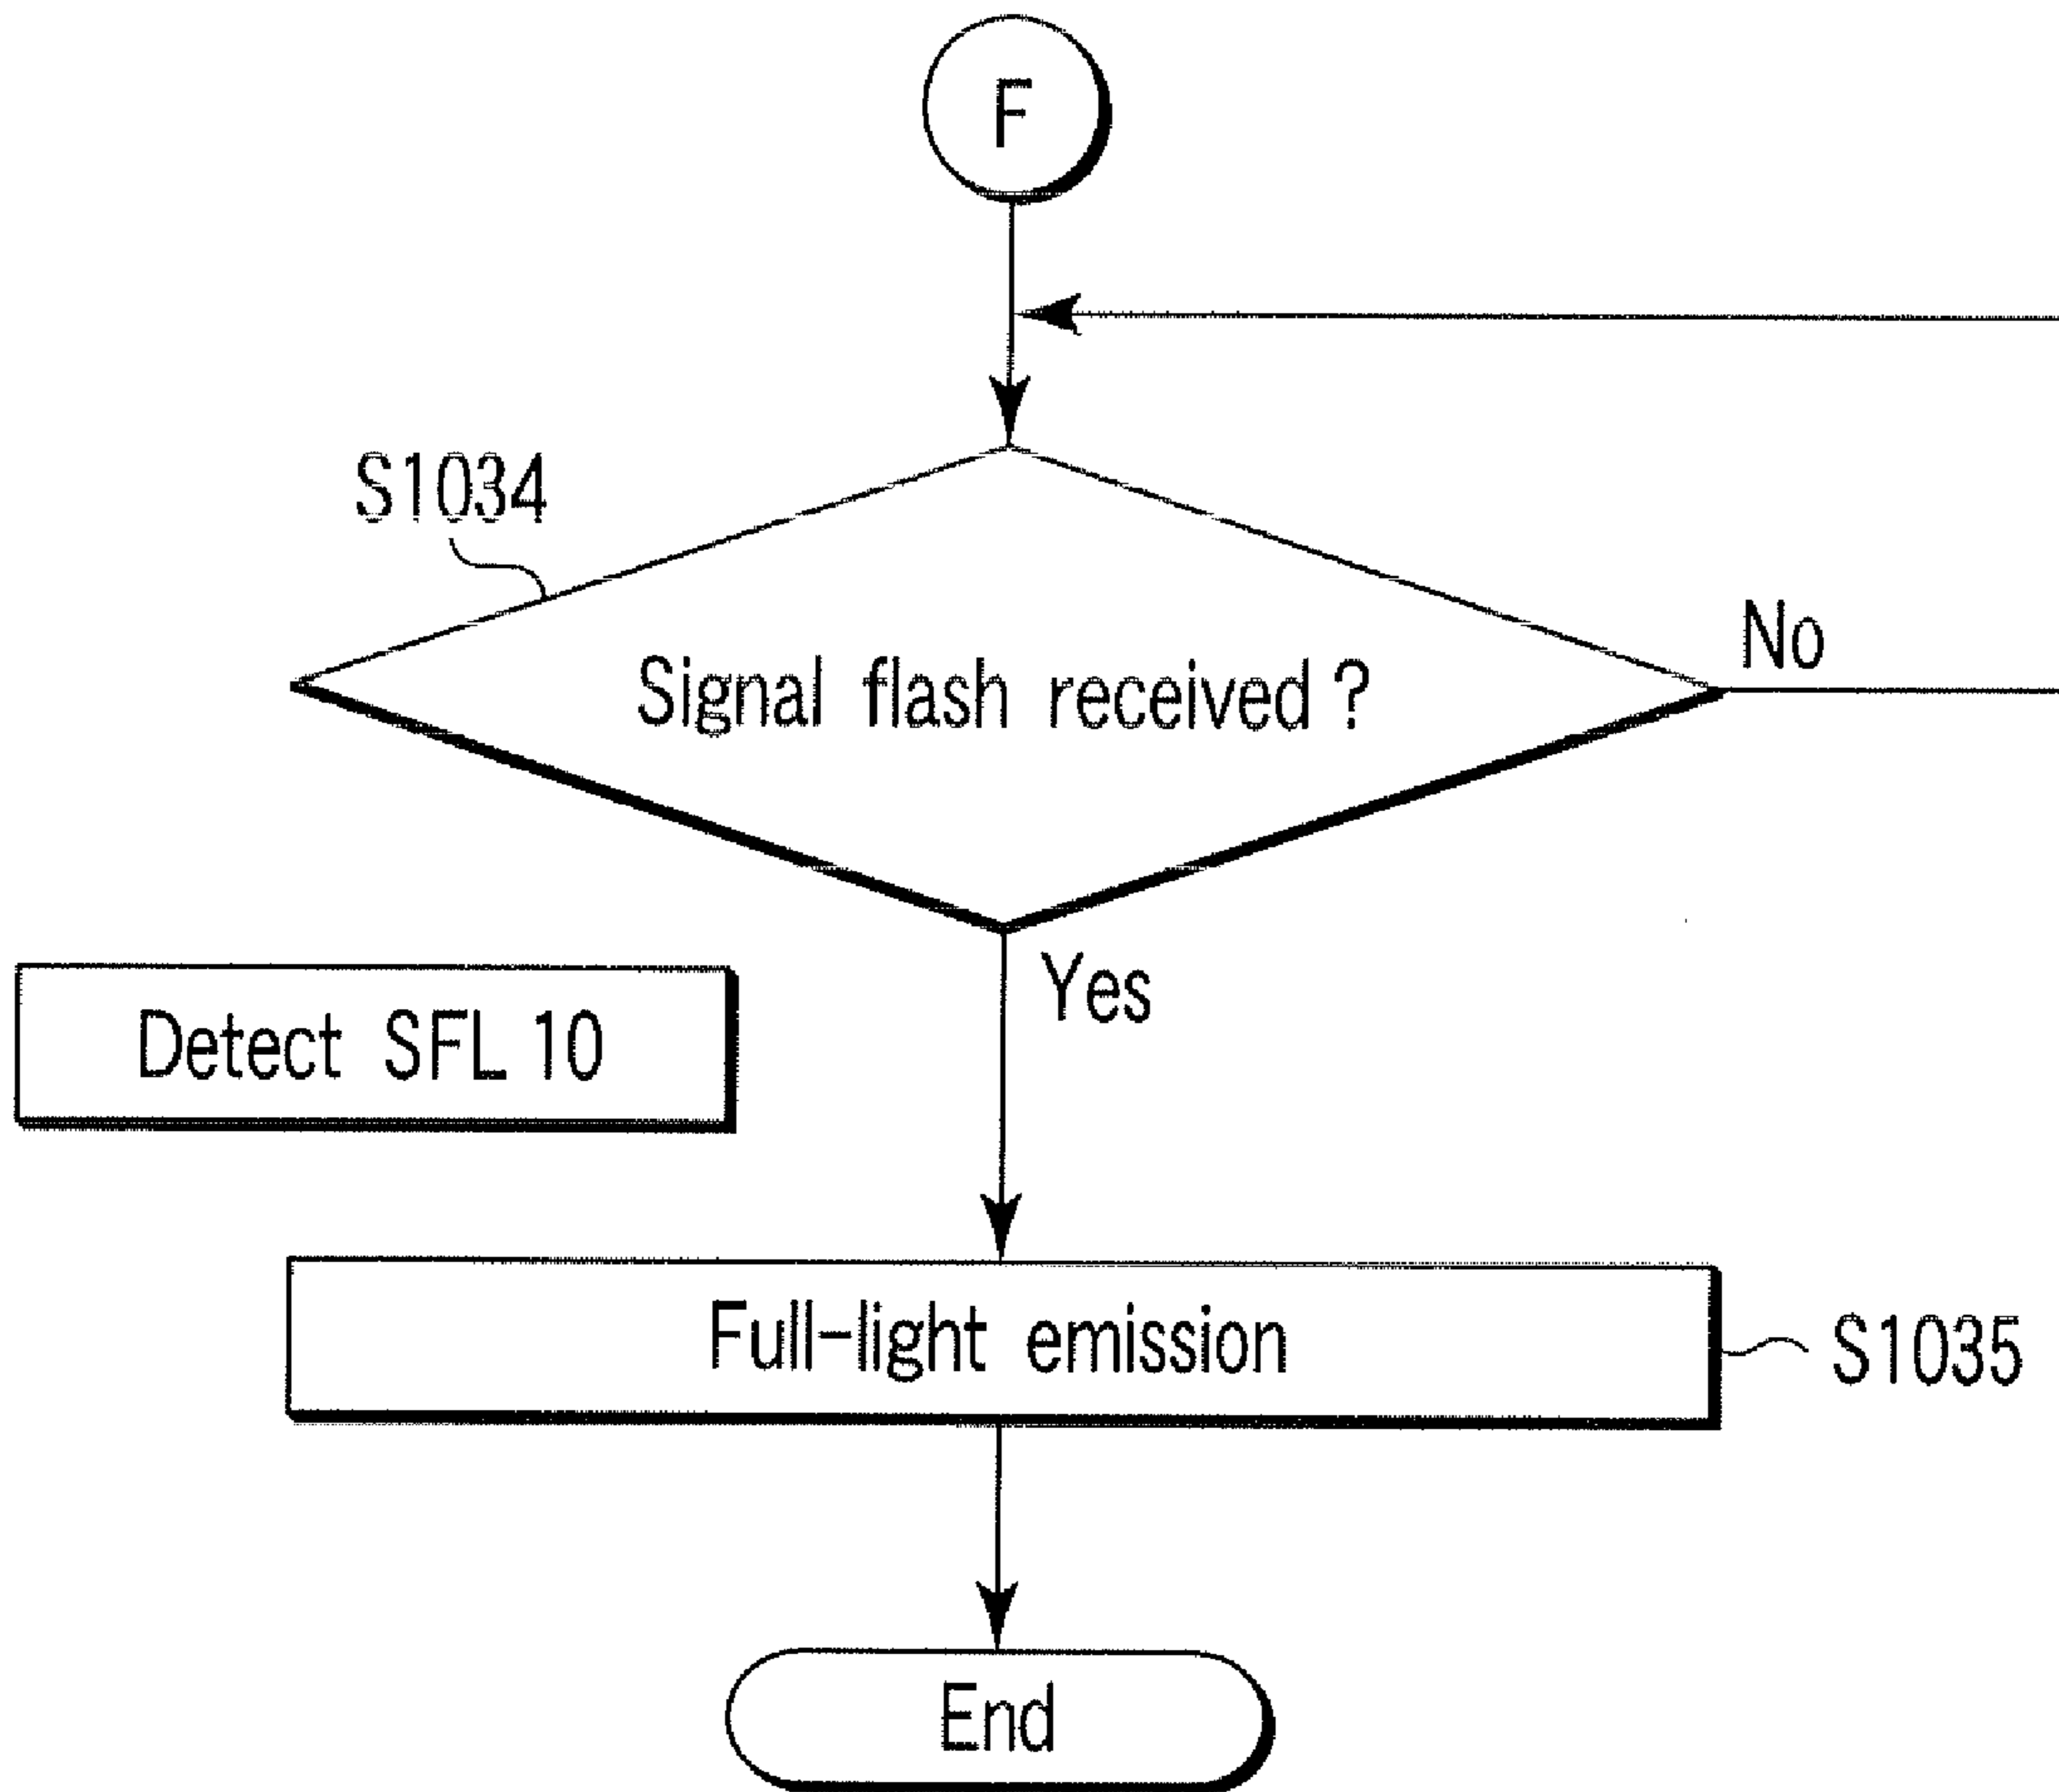 F
S1034
Signal flash received ?
No
Yes
Detect SFL 10
Full-light emission
S1035
End